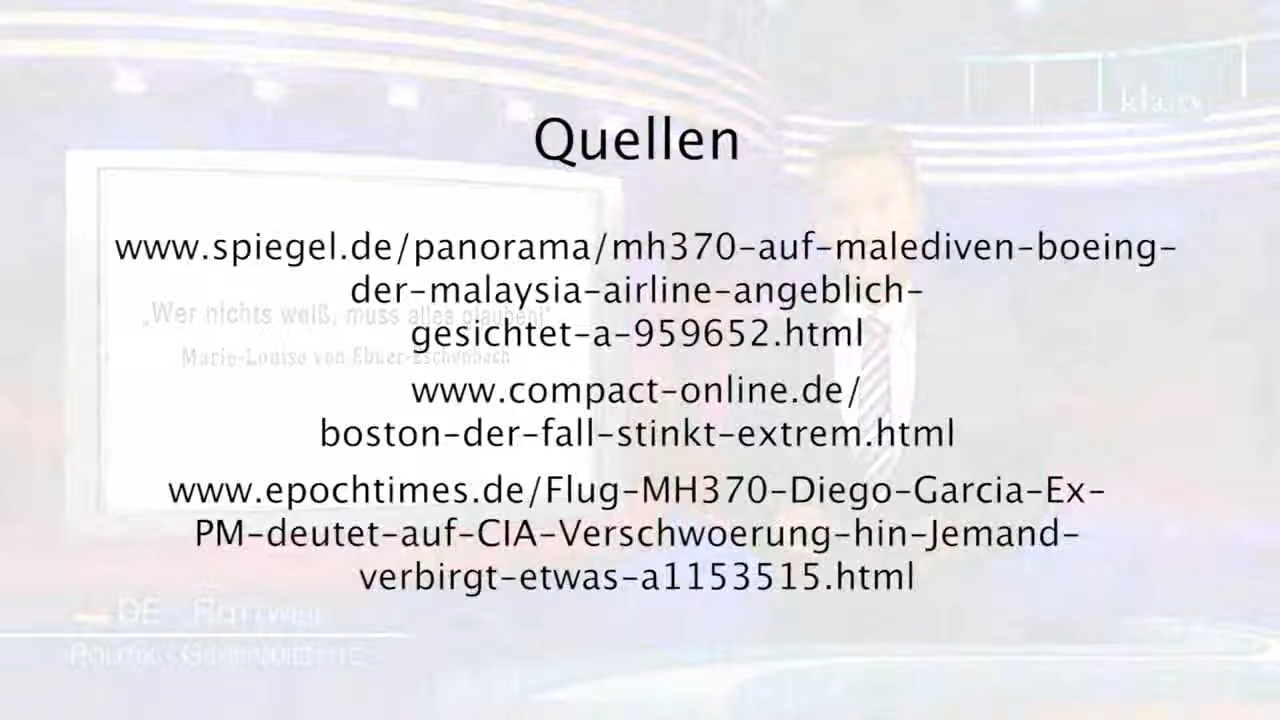 kla.tv
Quellen
www.spiegel.de/panorama/mh370-auf-malediven-boeing-
der-malaysia-airline-angeblich-
gesichtet-a-959652.html
„Wer nichts weiß, muss alles glauben!"
Marie-Louise von Ebner-Eschenbach
www.compact-online.de/
boston-der-fall-stinkt-extrem.html
www.epochtimes.de/Flug-MH370-Diego-Garcia-Ex-
PM-deutet-auf-CIA-Verschwoerung-hin-Jemand-
verbirgt-etwas-a1153515.html
DE